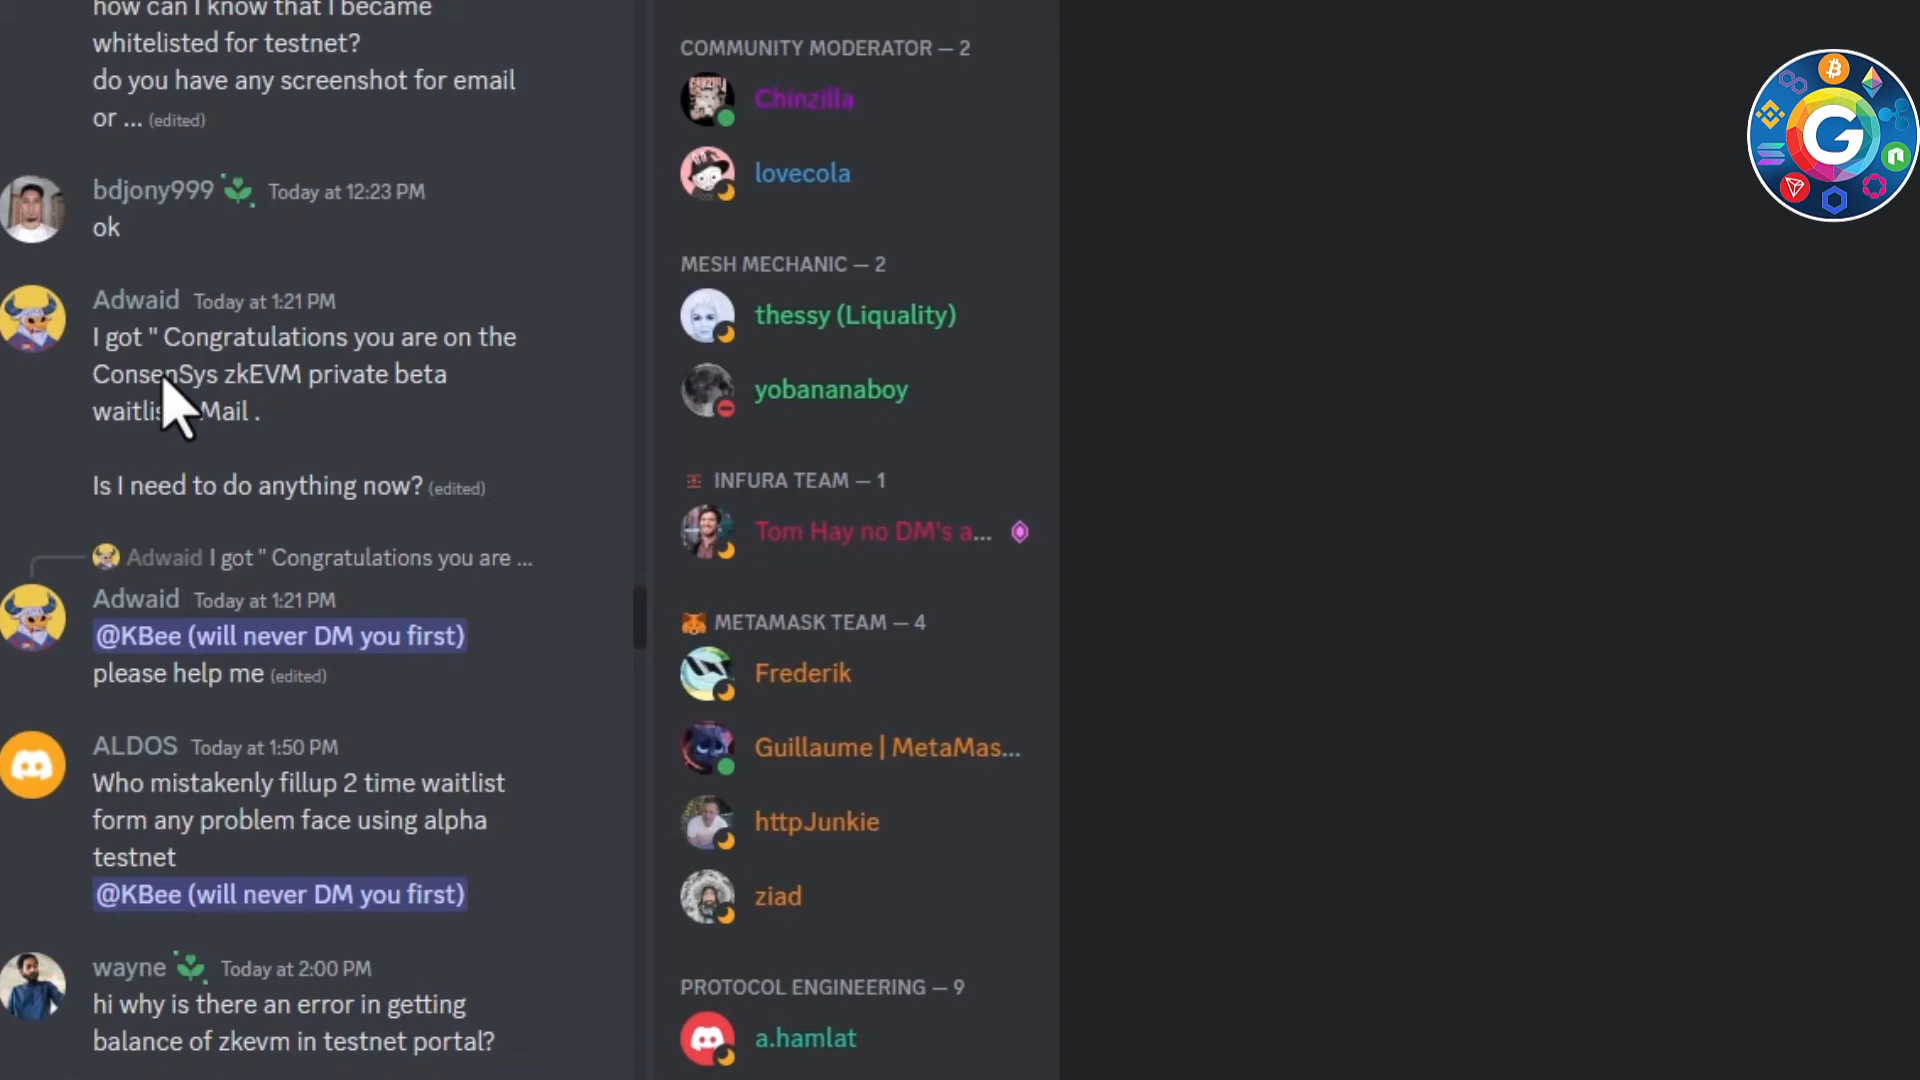 how can I know that I became
whitelisted for testnet?
do you have any screenshot for email
or ... (edited)
bdjony999 Today at 12:23 PM
ok
Adwaid Today at 1:21 PM
I got " Congratulations you are on the
ConsenSys zkEVM private beta
waitlis Mail .
Is I need to do anything now? (edited)
Adwaid I got " Congratulations you are ...
Adwaid Today at 1:21 PM
@KBee (will never DM you first)
please help me (edited)
ALDOS Today at 1:50 PM
Who mistakenly fillup 2 time waitlist
form any problem face using alpha
testnet
@KBee (will never DM you first)
wayne Today at 2:00 PM
hi why is there an error in getting
balance of zkevm in testnet portal?
COMMUNITY MODERATOR — 2
Chinzilla
lovecola
MESH MECHANIC — 2
thessy (Liquality)
yobananaboy
INFURA TEAM — 1
Tom Hay no DM's a...
METAMASK TEAM — 4
Frederik
Guillaume | MetaMas...
httpJunkie
ziad
PROTOCOL ENGINEERING — 9
a.hamlat
G